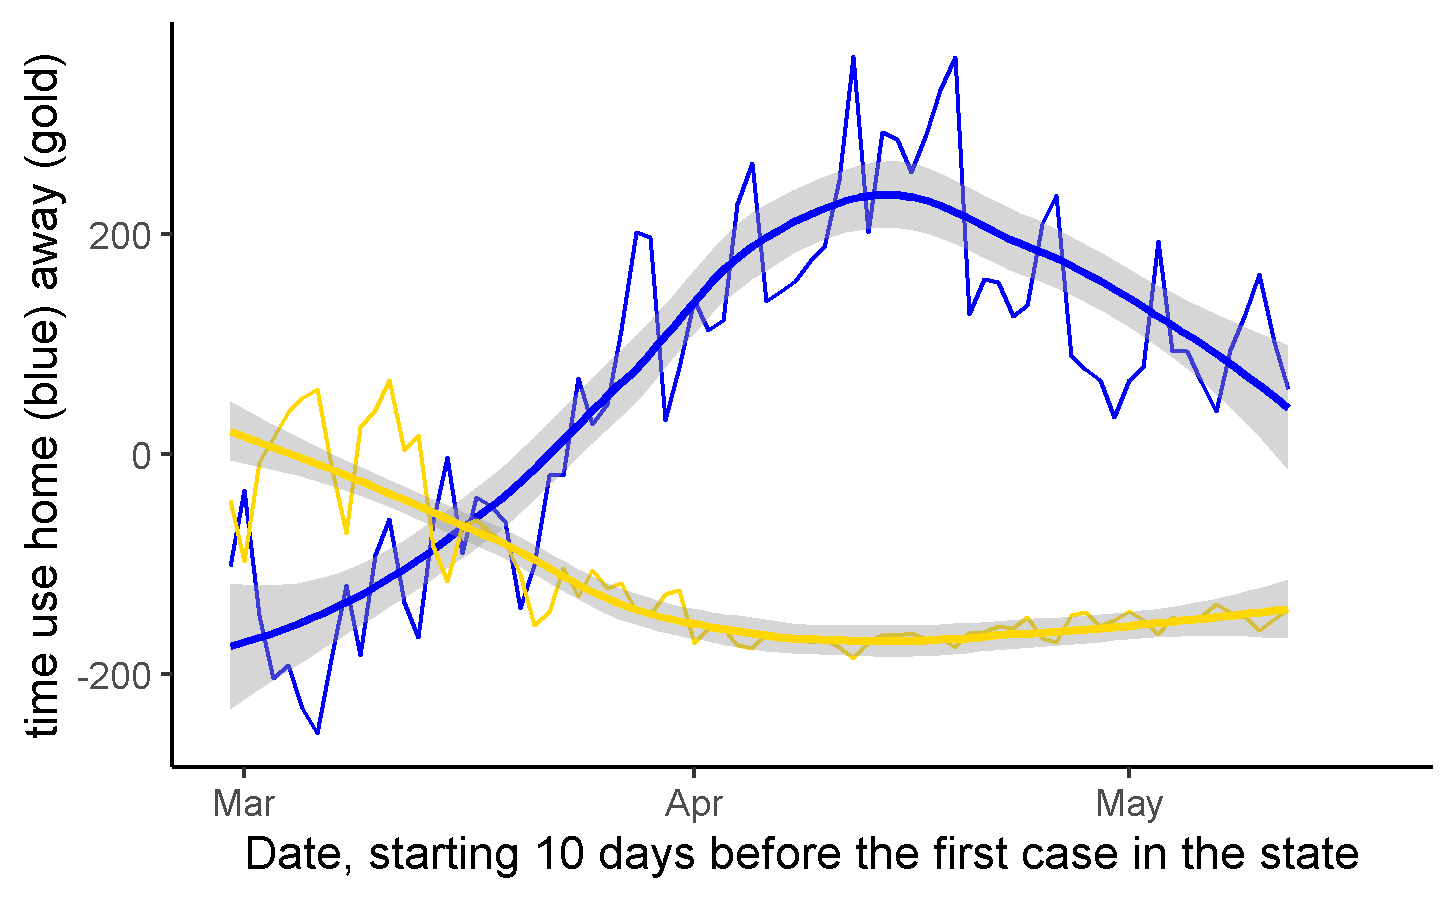 time use home (blue) away (gold)
200
0
-200
Mar Apr May
Date, starting 10 days before the first case in the state